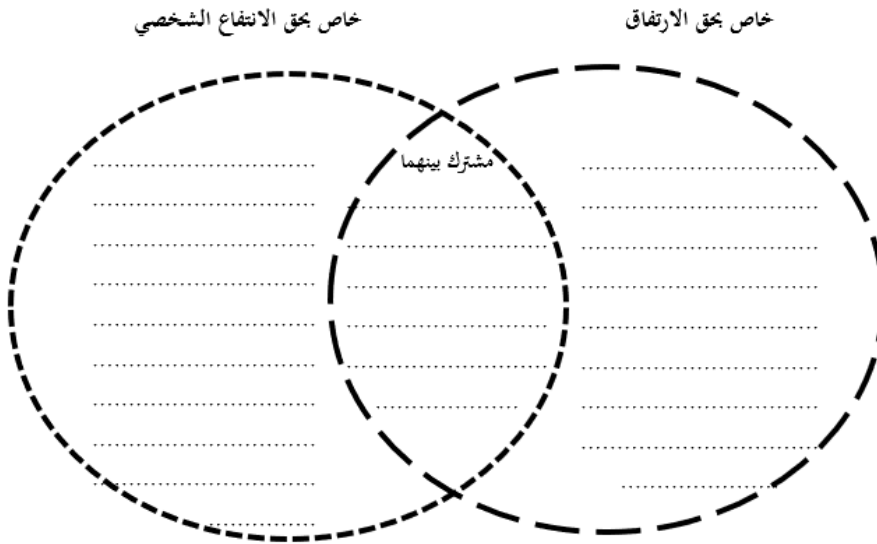 خاص بحق الارتفاق
خاص بحق الانتفاع الشخصي
مشترك بينهما